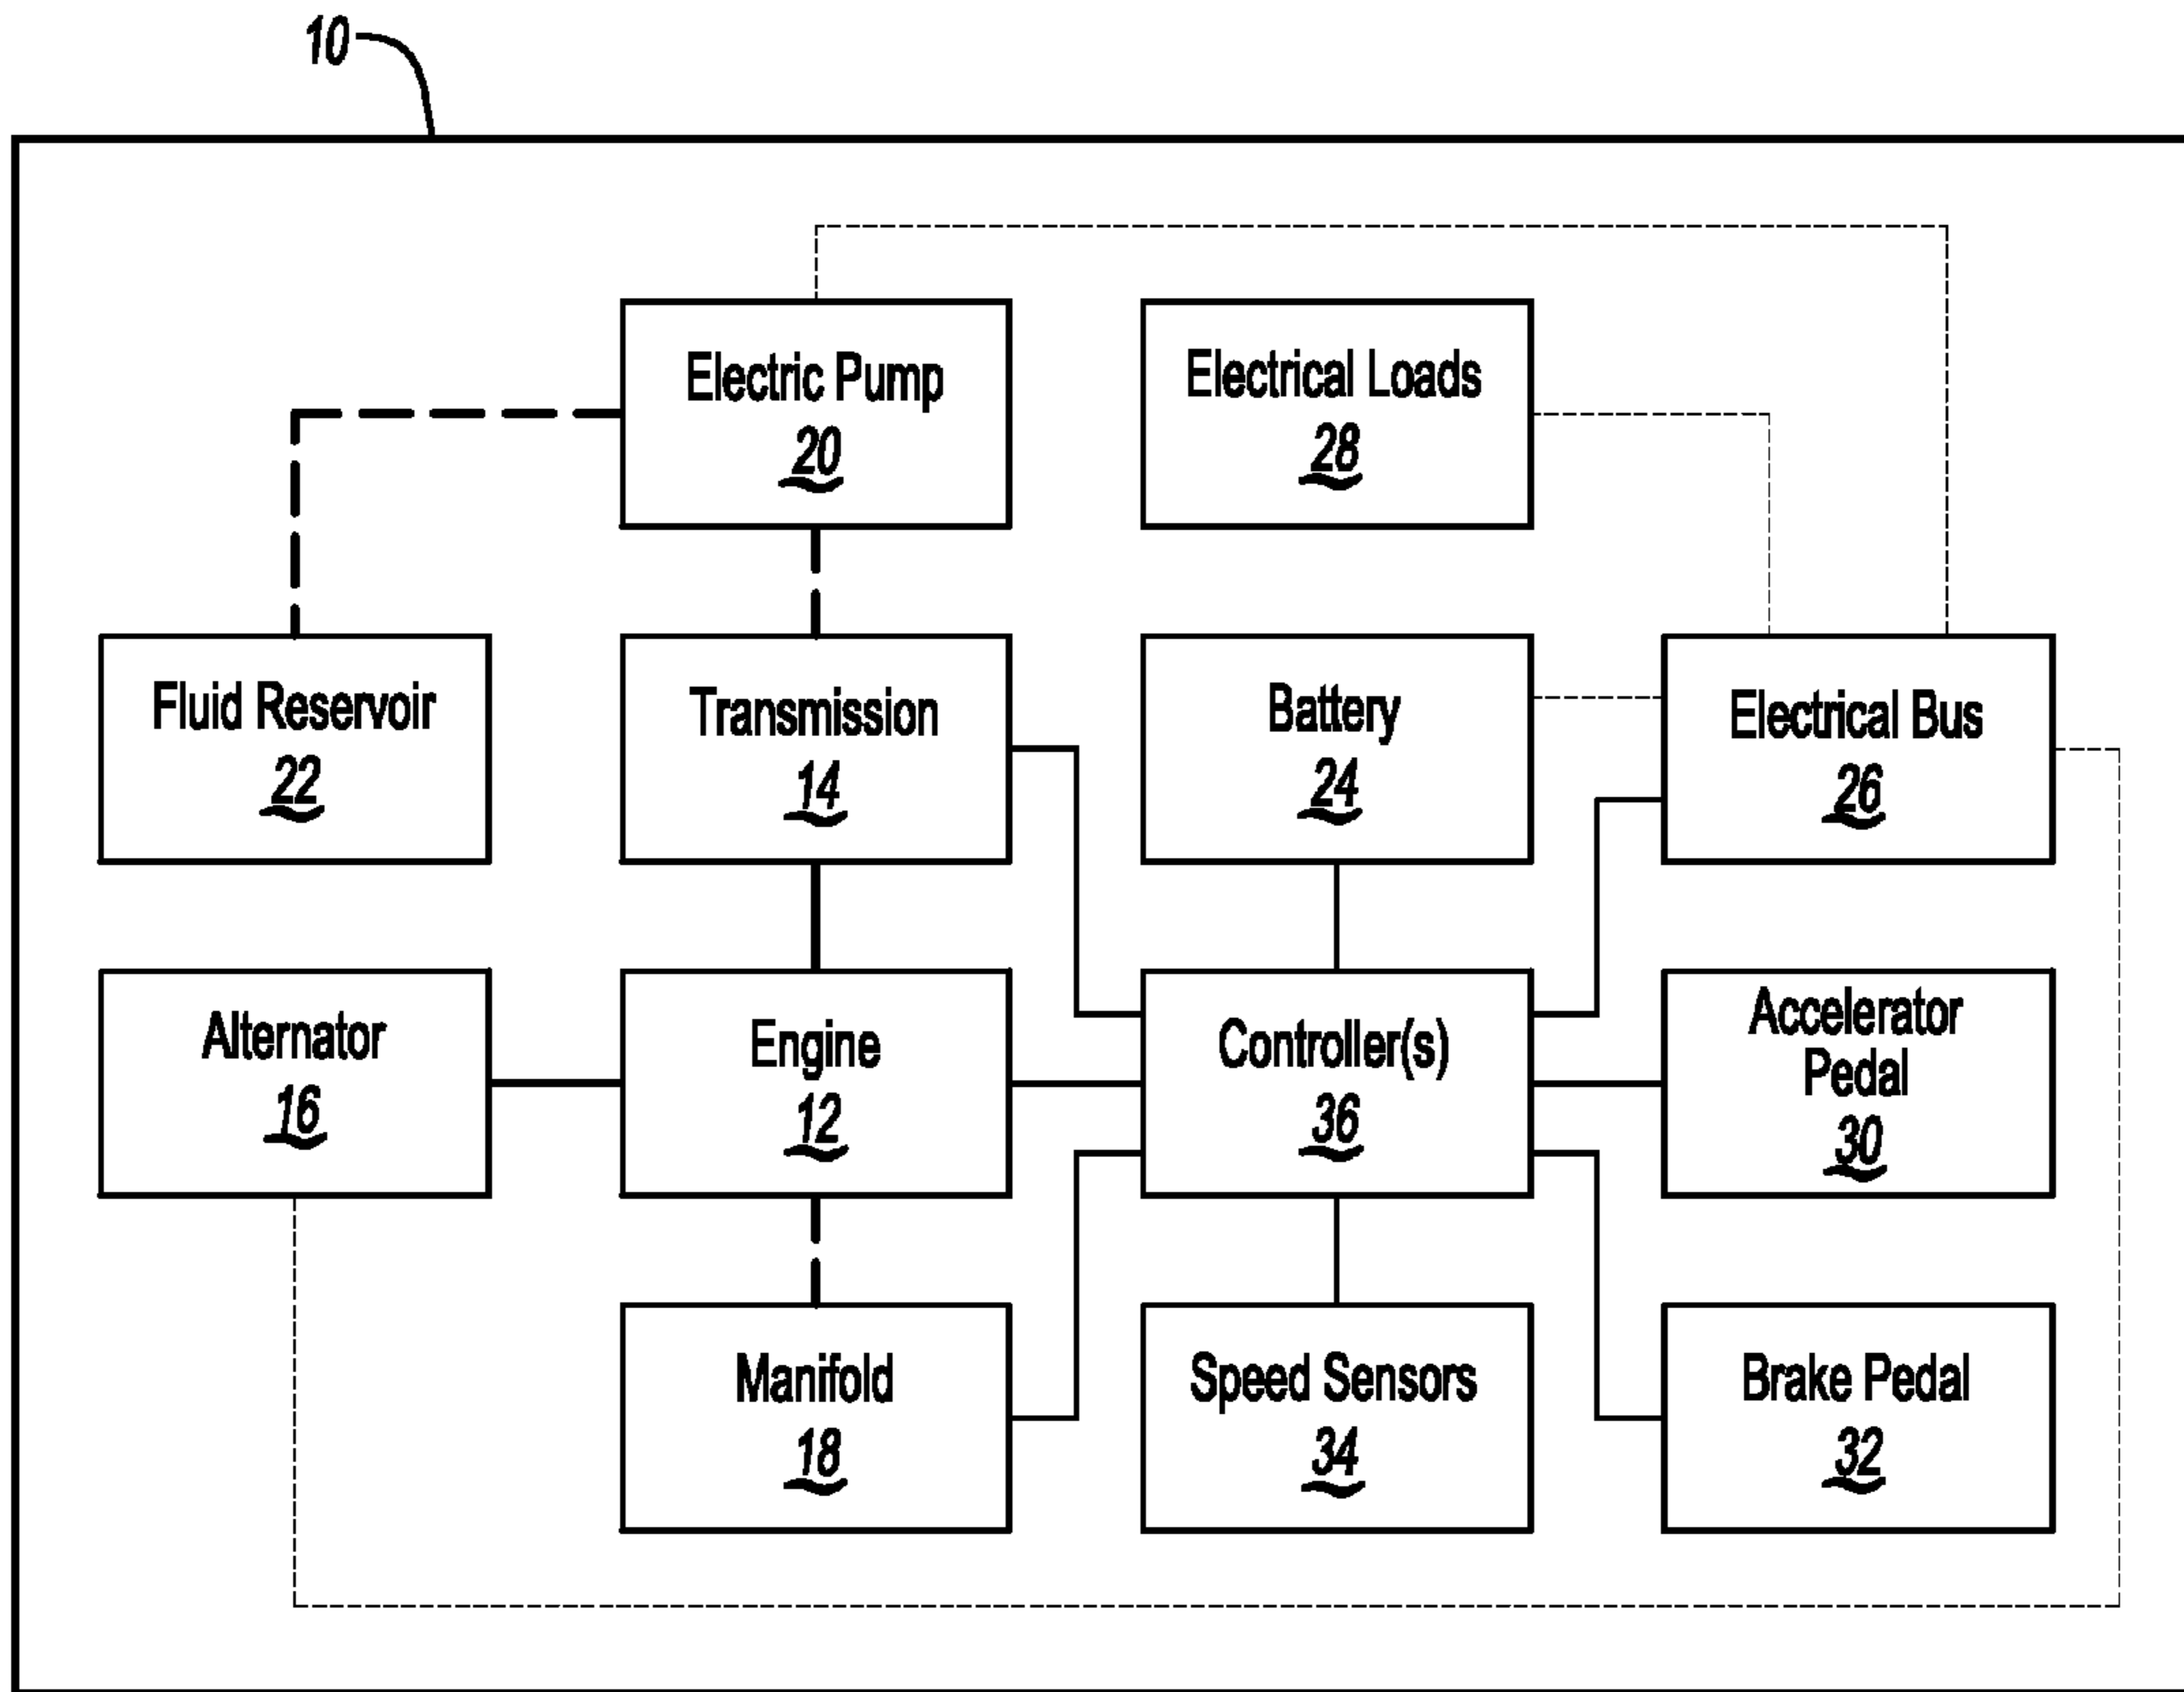 10
Electric Pump
20
Electrical Loads
28
Fluid Reservoir
22
Transmission
14
Battery
24
Electrical Bus
26
Alternator
16
Engine
12
Controller(s)
36
Accelerator
Pedal
30
Manifold
18
Speed Sensors
34
Brake Pedal
32